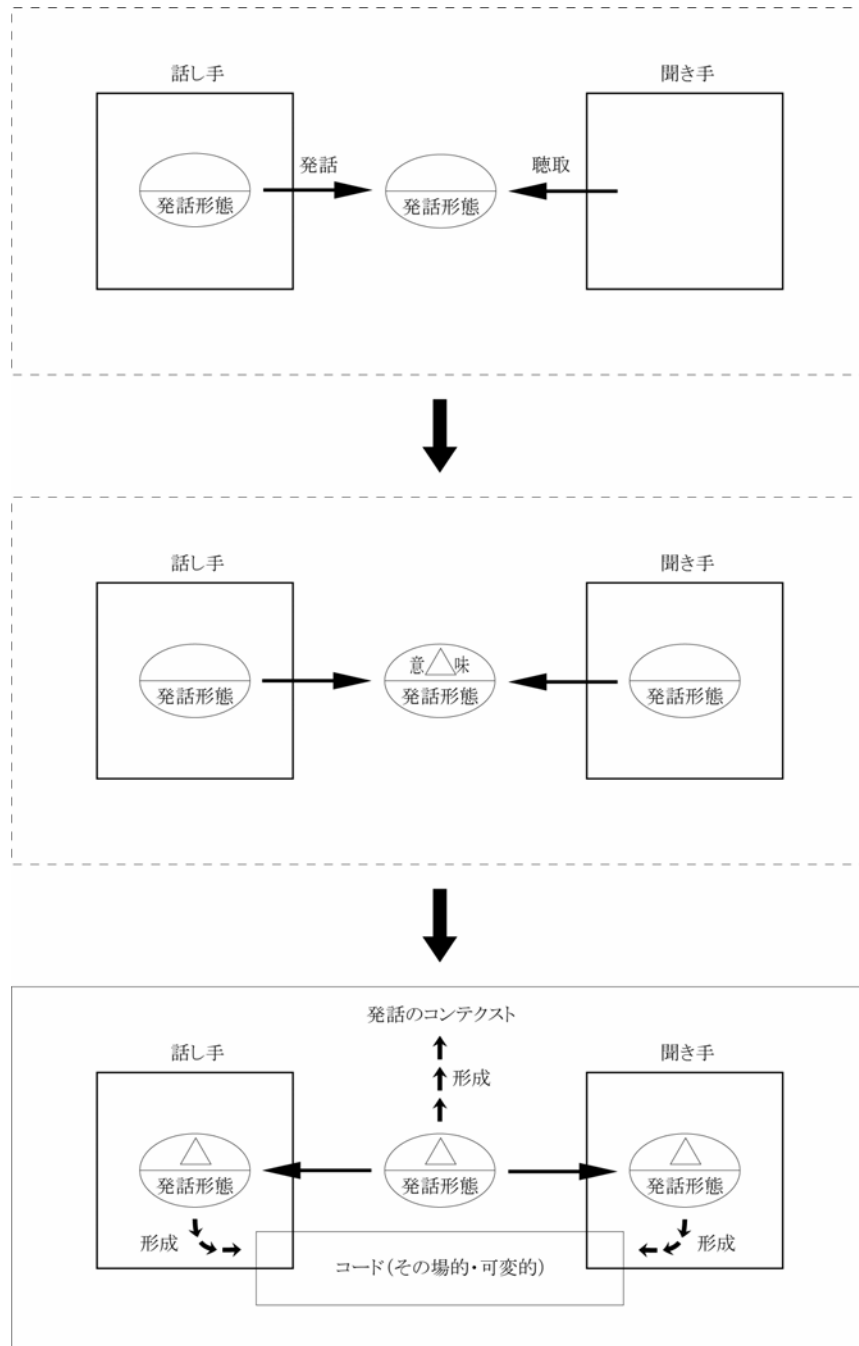 話し手
聞き手
発話
聴取
発話形態
発話形態
話し手
聞き手
意 味
発話形態
発話形態
発話形態
発話のコンテクスト
話し手
聞き手
形成
発話形態
発話形態
発話形態
形成
形成
コード(その場的・可変的)